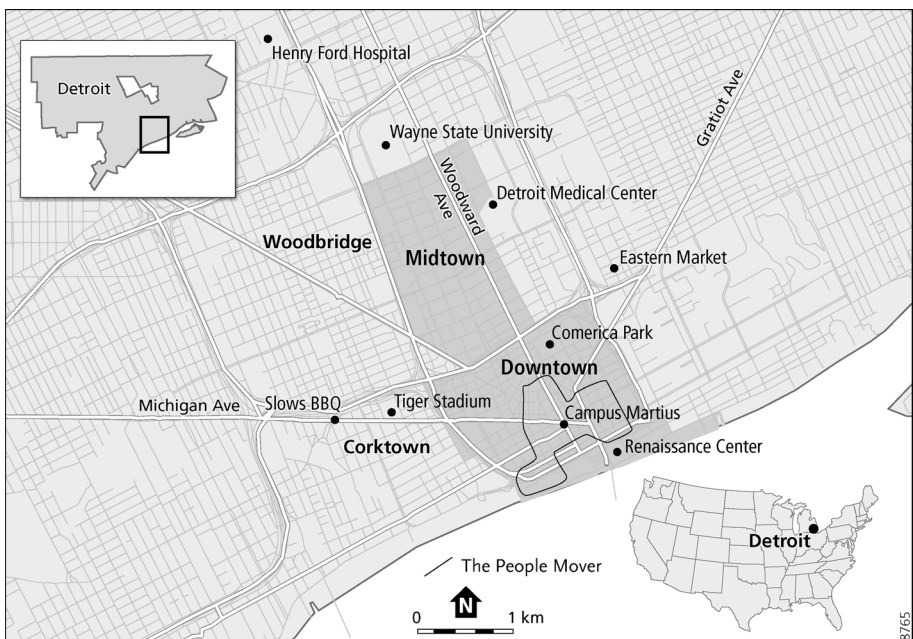 Henry Ford Hospital
Detroit
Gratiot Ave
Wayne State University
Woodward
Ave
Detroit Medical Center
Woodbridge
Midtown
Eastern Market
Comerica Park
Downtown
Michigan Ave
Slows BBQ
Tiger Stadium
Campus Martius
Corktown
Renaissance Center
Detroit
The People Mover
N
0
1 km